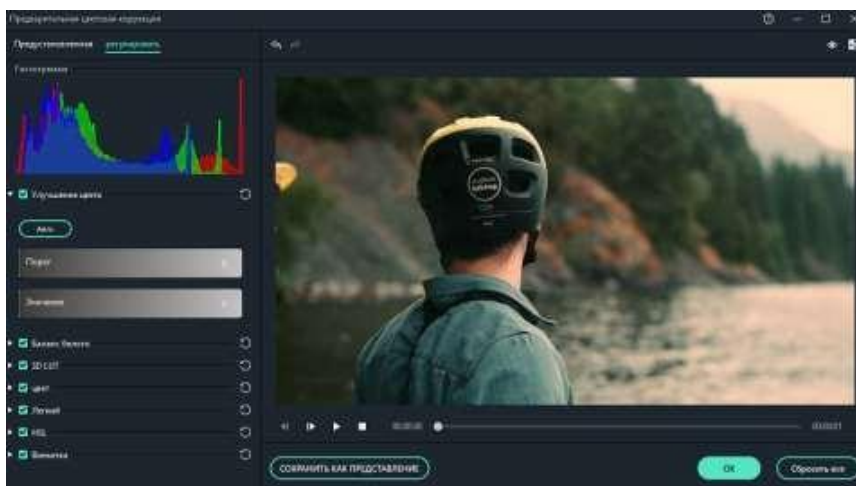 Предварительная цветовая коррекция
Предустановленная регулировать
Гистограмма
Улучшение цвета
Авто
Порог
Значение
Баланс белого
3D LUT
цвет
Легкий
HSL
Виньетка
СОХРАНИТЬ КАК ПРЕДСТАВЛЕНИЕ
OK
Сбросить все